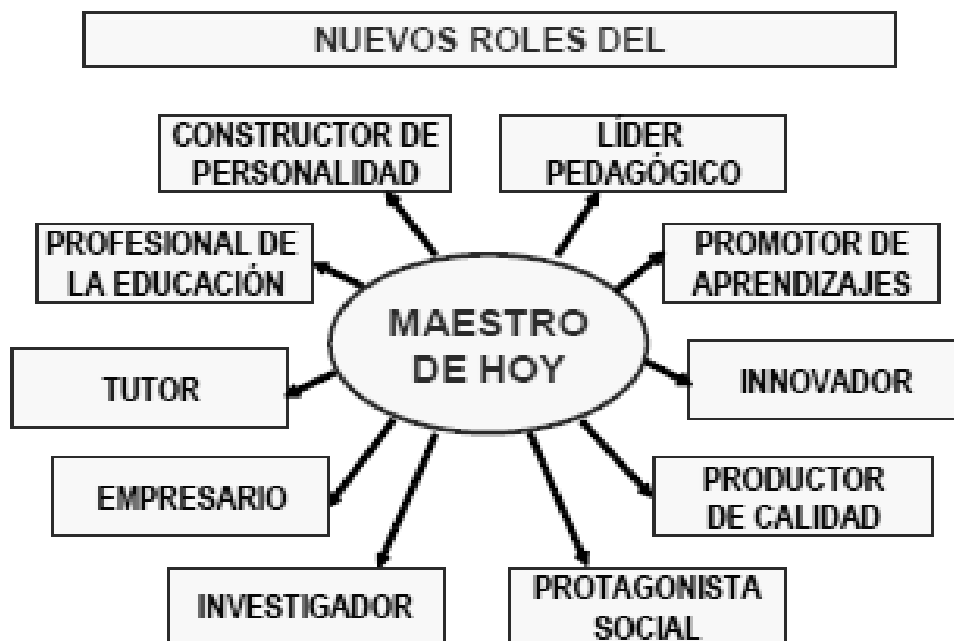 NUEVOS ROLES DEL
CONSTRUCTOR DE
PERSONALIDAD
LÍDER
PEDAGÓGICO
PROFESIONAL DE
LA EDUCACIÓN
PROMOTOR DE
APRENDIZAJES
MAESTRO
DE HOY
TUTOR
INNOVADOR
EMPRESARIO
PRODUCTOR
DE CALIDAD
INVESTIGADOR
PROTAGONISTA
SOCIAL